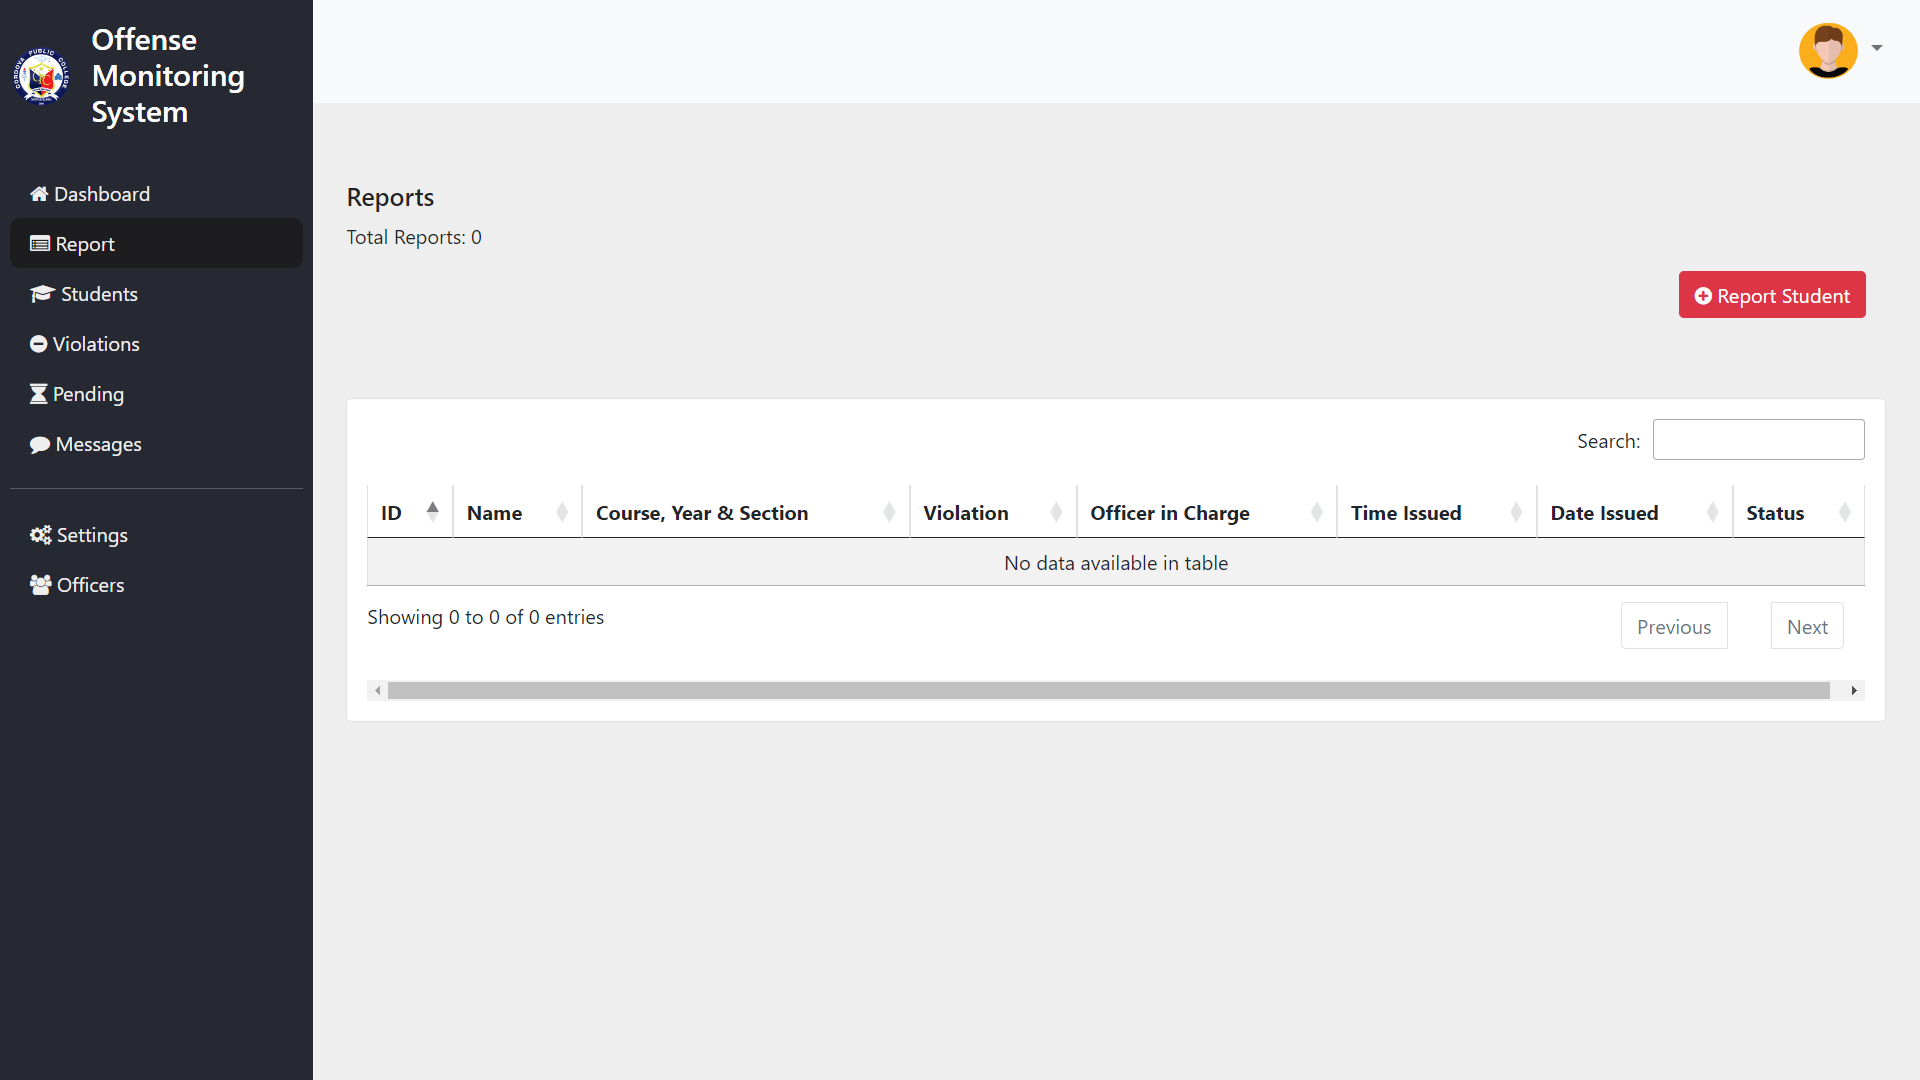 Offense
Monitoring
System
Dashboard
Report
Students
Violations
Pending
Messages
Settings
Officers
Reports
Total Reports: 0
Report Student
Search:
ID Name Course, Year & Section Violation Officer in Charge Time Issued Date Issued Status
No data available in table
Showing 0 to 0 of 0 entries
Previous Next